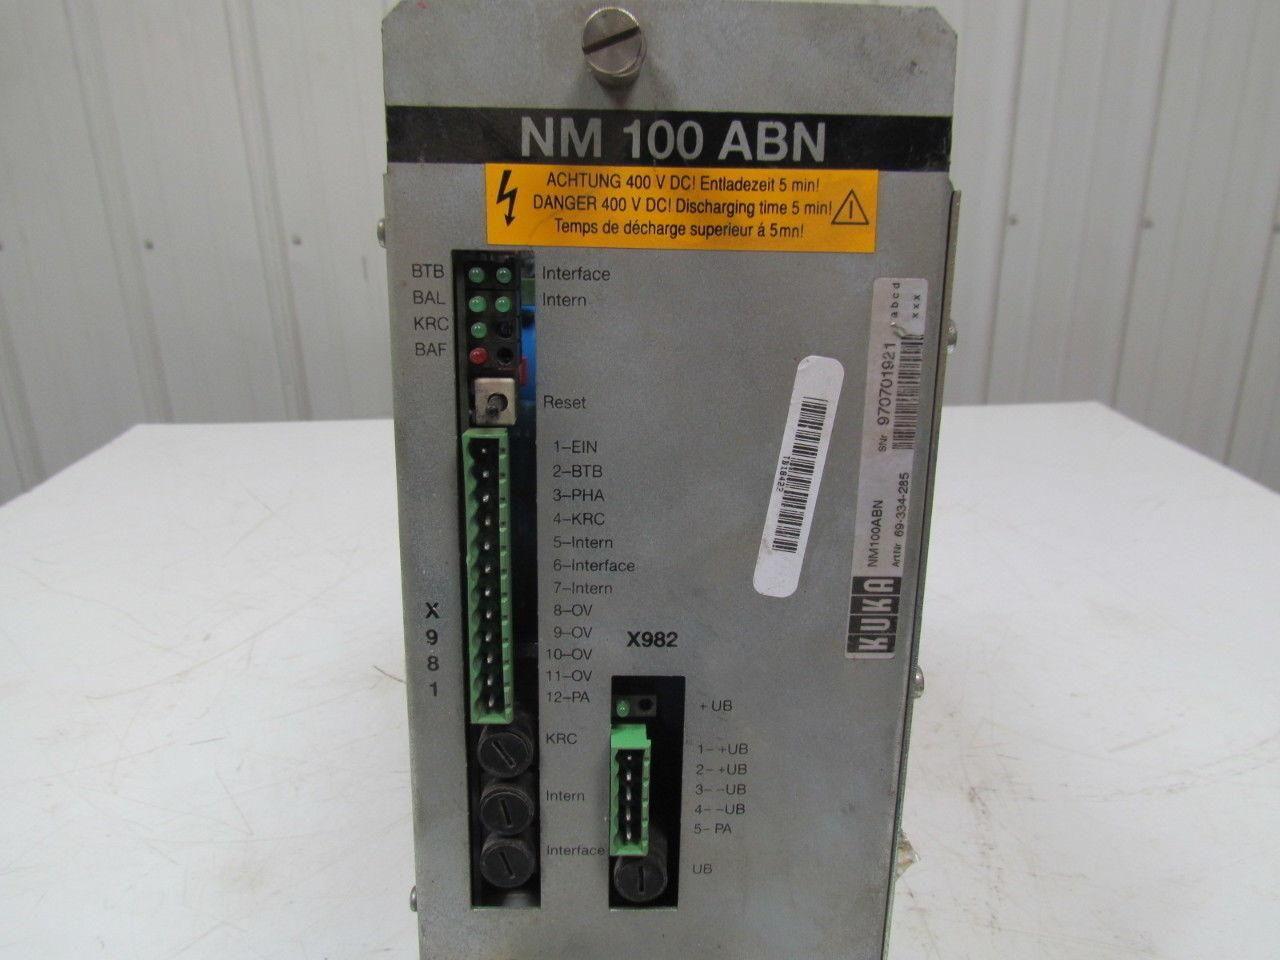 NM 100 ABN
ACHTUNG 400 V DC! Entladezeit 5 min!
DANGER 400 V DC! Discharging time 5 min!
Temps de décharge superieur á 5mn!
BTB Interface
BAL Intern
KRC
BAF
Reset
1-EIN
2-BTB
3-PHA
4-KRC
5-Intern
6-Interface
7-Intern
8-OV
9-OV
10-OV
11-OV
12-PA
X981
KRC
Intern
Interface
X982
+UB
1- +UB
2- +UB
3- -UB
4- -UB
5- PA
UB
KUKA
NM100ABN
ArtNr 69-334-285
SNr 970701921
abcd
xxx